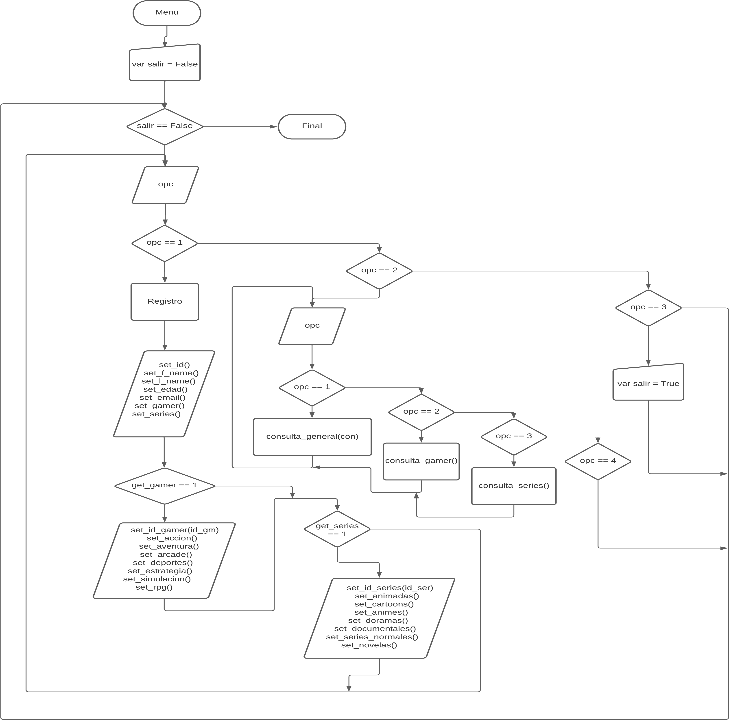 Menu
var salir = False
salir == False
Final
opc
opc == 1
opc == 2
opc == 3
Registro
opc
set_id()
set_f_name()
set_l_name()
set_edad()
set_email()
set_gamer()
set_series()
opc == 1
var salir = True
opc == 2
consulta_general(con)
opc == 3
consulta_gamer()
opc == 4
get_gamer == 1
consulta_series()
set_id_gamer(id_gm)
set_accion()
set_aventura()
set_arcade()
set_deportes()
set_estrategia()
set_simulacion()
set_rpg()
get_series
== 1
set_id_series(id_ser)
set_animadas()
set_cartoons()
set_animes()
set_doramas()
set_documentales()
set_series_normales()
set_novelas()